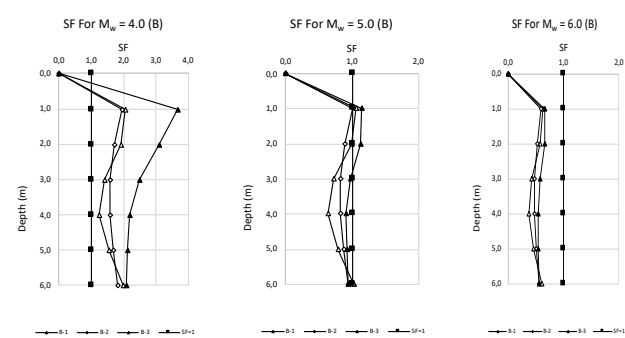 SF For Mw = 4.0 (B)
SF
0,0 1,0 2,0 3,0 4,0
0,0
1,0
2,0
3,0
4,0
5,0
6,0
Depth (m)
B-1 B-2 B-3 SF=1
SF For Mw = 5.0 (B)
SF
0,0 1,0 2,0
0,0
1,0
2,0
3,0
4,0
5,0
6,0
Depth (m)
B-1 B-2 B-3 SF=1
SF For Mw = 6.0 (B)
SF
0,0 1,0 2,0
0,0
1,0
2,0
3,0
4,0
5,0
6,0
Depth (m)
B-1 B-2 B-3 SF=1